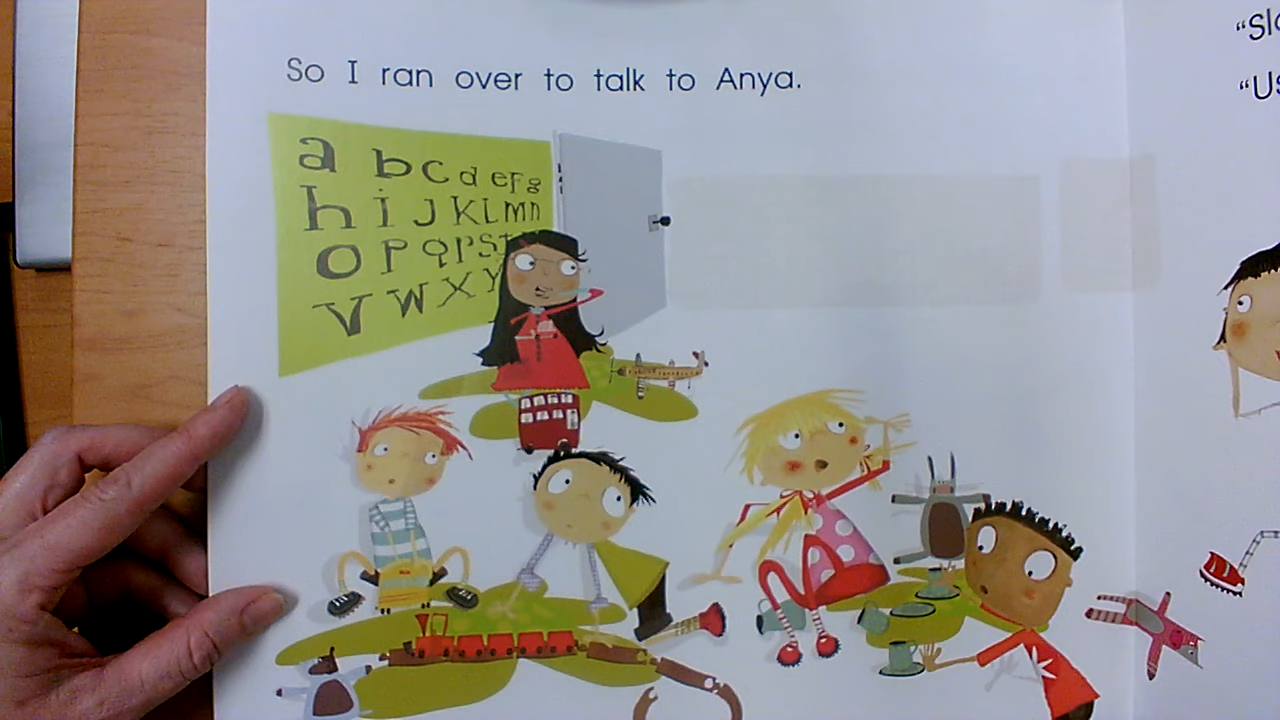 So I ran over to talk to Anya.
a b c d e f g
h i j k l m n
o p q r s t
v w x y